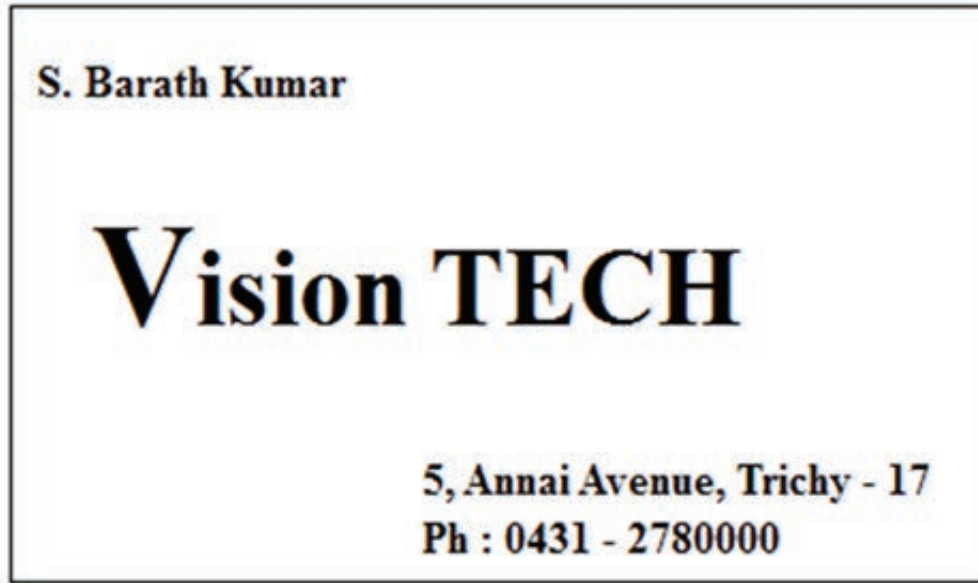 S. Barath Kumar
Vision TECH
5, Annai Avenue, Trichy - 17
Ph : 0431 - 2780000